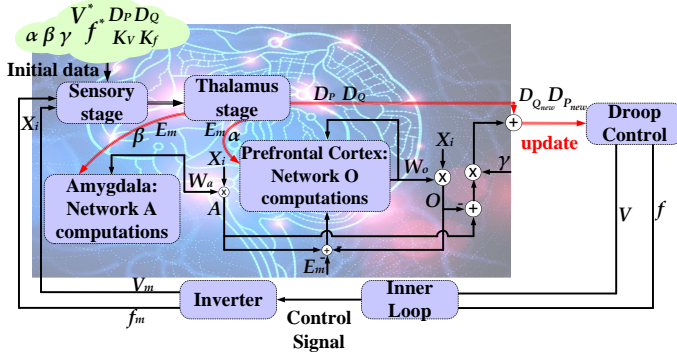 V* D_P D_Q
α β γ f* K_V K_f
Initial data
X_i
Sensory
stage
Thalamus
stage
D_P D_Q
D_Qnew D_Pnew
β E_m E_m α
X_i
Prefrontal Cortex:
Network O
computations
W_o
X_i
X
X
+
update
Droop
Control
γ
Amygdala:
Network A
computations
W_a
X
A
O
-
+
V
f
+
-
-
E_m
V_m
Inverter
f_m
Control
Signal
Inner
Loop